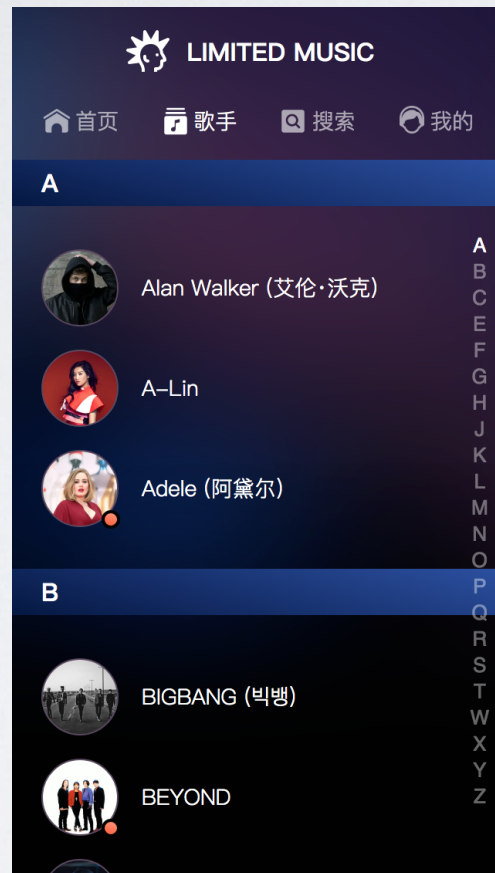 LIMITED MUSIC
首页 歌手 搜索 我的
A
Alan Walker (艾伦·沃克)
A-Lin
Adele (阿黛尔)
B
BIGBANG (빅뱅)
BEYOND
A
B
C
E
F
G
H
J
K
L
M
N
O
P
Q
R
S
T
W
X
Y
Z